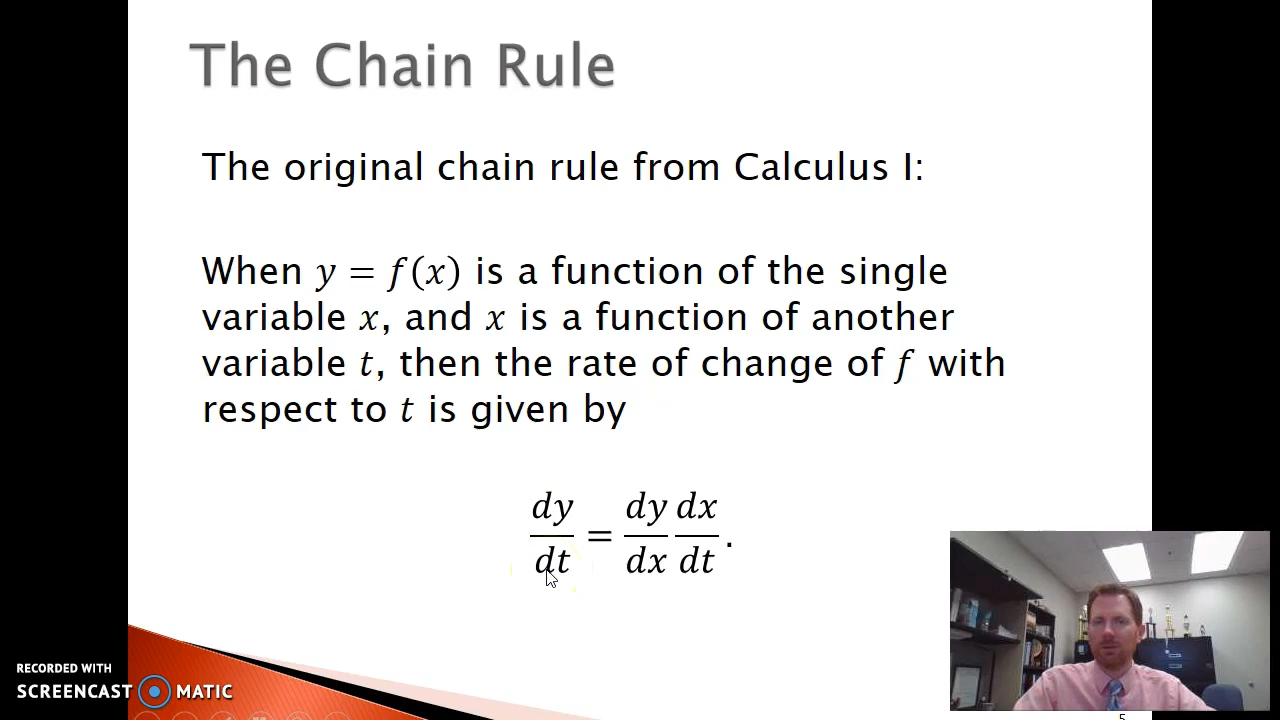 The Chain Rule
The original chain rule from Calculus I:
When y = f(x) is a function of the single
variable x, and x is a function of another
variable t, then the rate of change of f with
respect to t is given by
dy/dt = dy/dx dx/dt.
RECORDED WITH
SCREENCAST MATIC
5